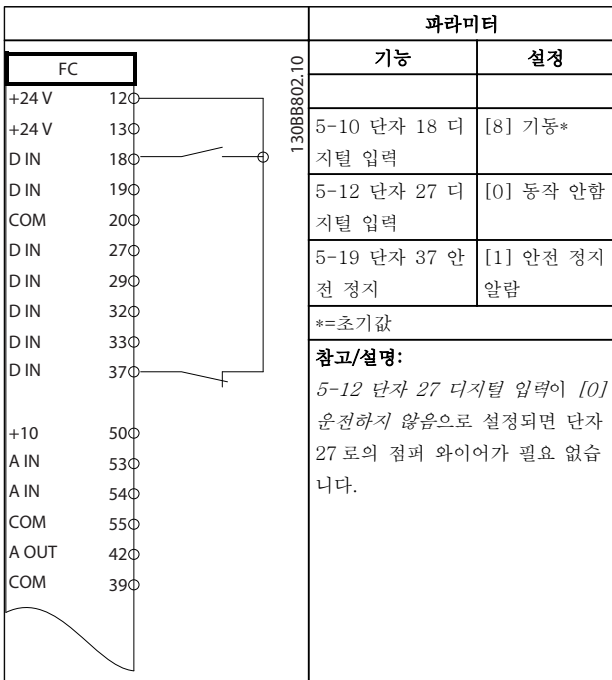 파라미터
기능 설정
FC
130BB802.10
+24 V 12
+24 V 13
D IN 18
D IN 19
COM 20
D IN 27
D IN 29
D IN 32
D IN 33
D IN 37
+10 50
A IN 53
A IN 54
COM 55
A OUT 42
COM 39
5-10 단자 18 디 [8] 기동*
지털 입력
5-12 단자 27 디 [0] 동작 안함
지털 입력
5-19 단자 37 안 [1] 안전 정지
전 정지 알람
*=초기값
참고/설명:
5-12 단자 27 디지털 입력이 [0]
운전하지 않음으로 설정되면 단자
27 로의 점퍼 와이어가 필요 없습
니다.